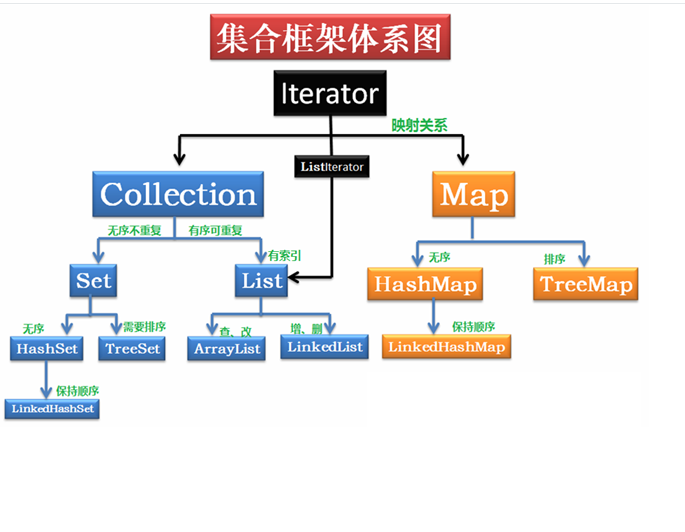 集合框架体系图
Iterator
映射关系
ListIterator
Collection
Map
无序不重复
有序可重复
有索引
无序
排序
Set
List
HashMap
TreeMap
无序
需要排序
查、改
增、删
保持顺序
HashSet
TreeSet
ArrayList
LinkedList
LinkedHashMap
保持顺序
LinkedHashSet